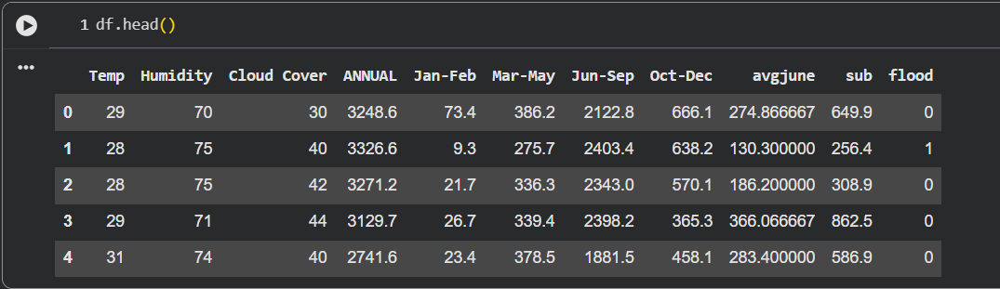 1 df.head()
Temp Humidity Cloud Cover ANNUAL Jan-Feb Mar-May Jun-Sep Oct-Dec avgjune sub flood
0 29 70 30 3248.6 73.4 386.2 2122.8 666.1 274.866667 649.9 0
1 28 75 40 3326.6 9.3 275.7 2403.4 638.2 130.300000 256.4 1
2 28 75 42 3271.2 21.7 336.3 2343.0 570.1 186.200000 308.9 0
3 29 71 44 3129.7 26.7 339.4 2398.2 365.3 366.066667 862.5 0
4 31 74 40 2741.6 23.4 378.5 1881.5 458.1 283.400000 586.9 0